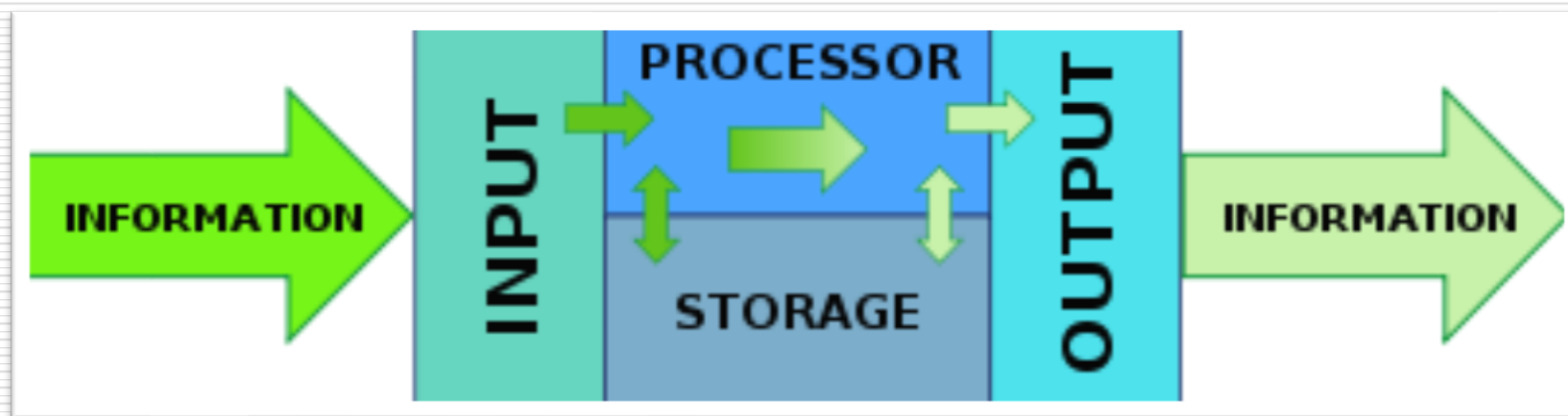 INFORMATION
INPUT
PROCESSOR
STORAGE
OUTPUT
INFORMATION